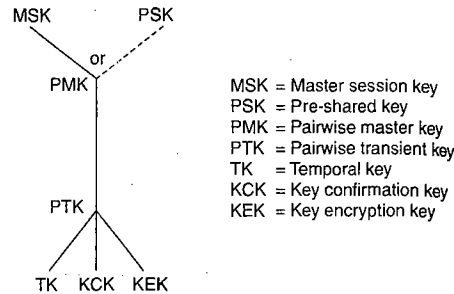 MSK PSK
or
PMK
PTK
TK KCK KEK
MSK = Master session key
PSK = Pre-shared key
PMK = Pairwise master key
PTK = Pairwise transient key
TK = Temporal key
KCK = Key confirmation key
KEK = Key encryption key